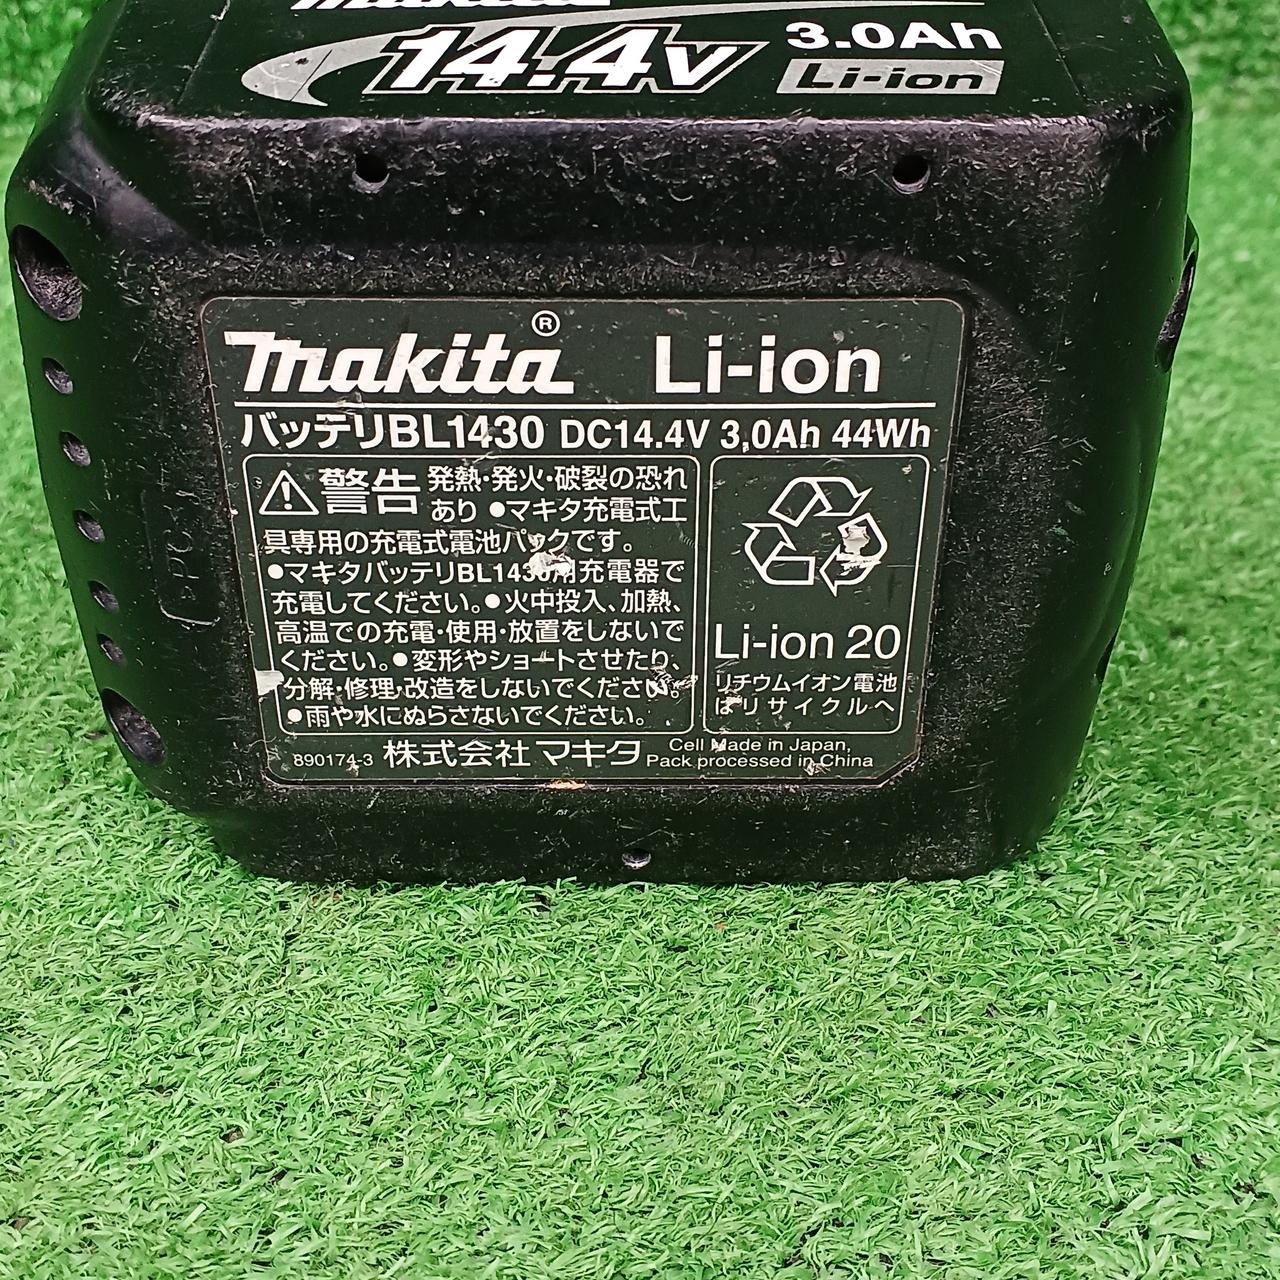 makita
14.4V
3.0Ah
Li-ion
makita® Li-ion
バッテリBL1430 DC14.4V 3.0Ah 44Wh
警告 発熱・発火・破裂の恐れ
あり ●マキタ充電式工
具専用の充電式電池パックです。
●マキタバッテリBL1430用充電器で
充電してください。●火中投入、加熱、
高温での充電・使用・放置をしないで
ください。●変形やショートさせたり、
分解・修理・改造をしないでください。
●雨や水にぬらさないでください。
Li-ion 20
リチウムイオン電池
はリサイクルへ
890174-3 株式会社 マキタ
Cell Made in Japan,
Pack processed in China